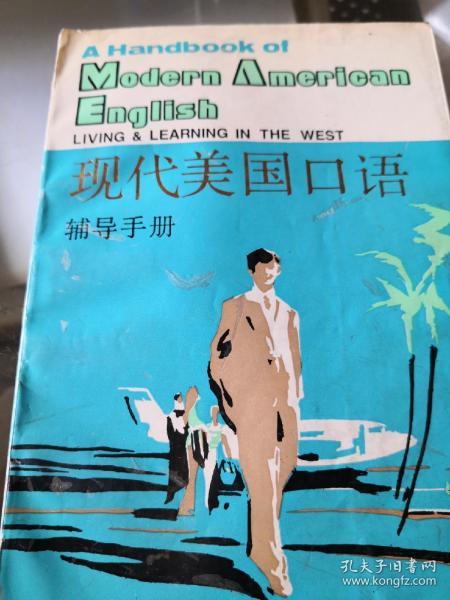 A Handbook of
Modern American
English
LIVING & LEARNING IN THE WEST
现代美国口语
辅导手册
孔夫子旧书网
www.kongfz.com